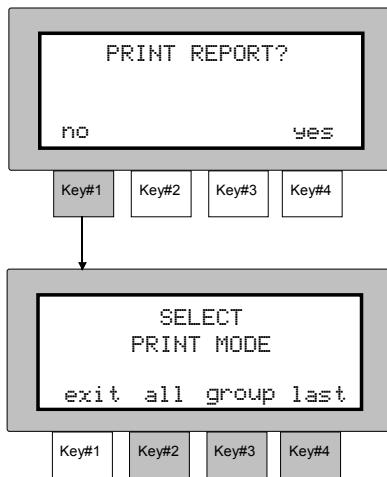 PRINT REPORT?
no yes
Key#1 Key#2 Key#3 Key#4
SELECT
PRINT MODE
exit all group last
Key#1 Key#2 Key#3 Key#4